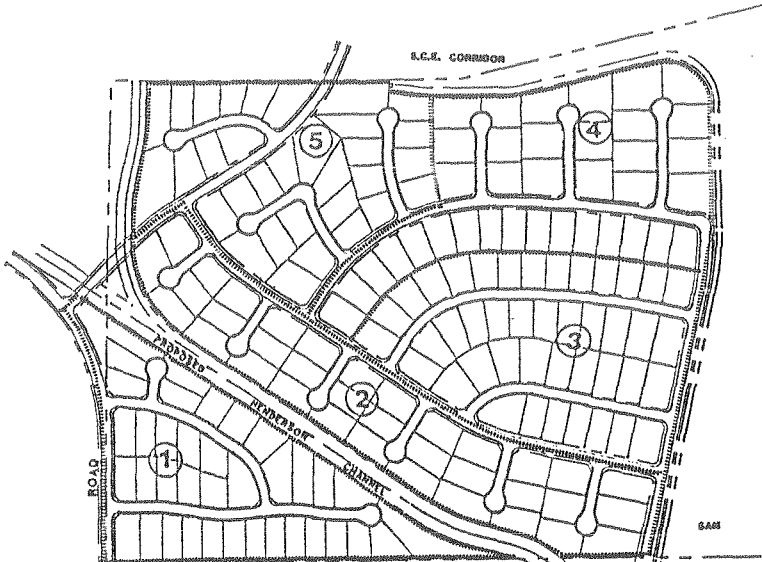 S.C.E. CORRIDOR
5
4
3
PROPOSED
2
HENDERSON
1
CHANNEL
ROAD
SAN